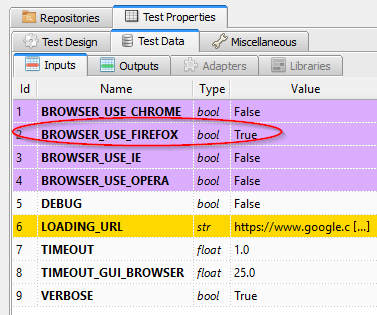 Repositories Test Properties
Test Design Test Data Miscellaneous
Inputs Outputs Adapters Libraries
Id Name Type Value
1 BROWSER_USE_CHROME bool False
2 BROWSER_USE_FIREFOX bool True
3 BROWSER_USE_IE bool False
4 BROWSER_USE_OPERA bool False
5 DEBUG bool False
6 LOADING_URL str https://www.google.c [...]
7 TIMEOUT float 1.0
8 TIMEOUT_GUI_BROWSER float 25.0
9 VERBOSE bool True